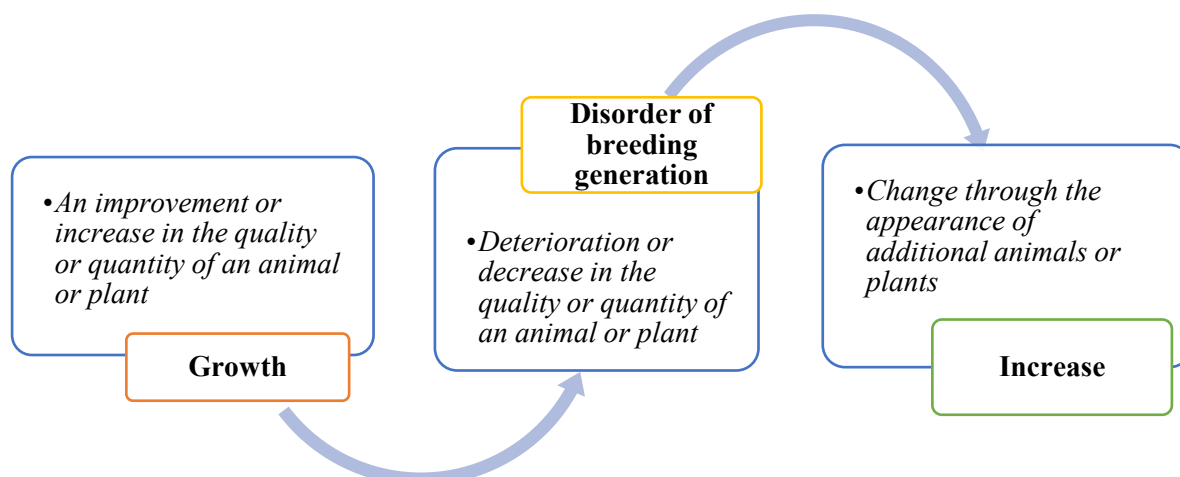 •An improvement or
increase in the quality
or quantity of an animal
or plant
Growth
Disorder of
breeding
generation
•Deterioration or
decrease in the
quality or quantity of
an animal or plant
•Change through the
appearance of
additional animals or
plants
Increase